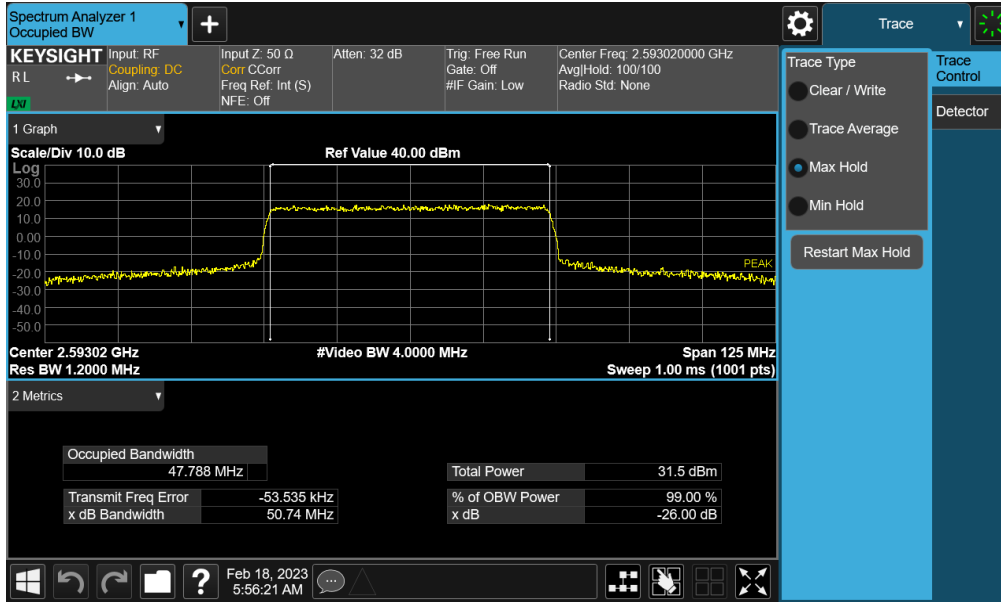 Spectrum Analyzer 1
Occupied BW
Trace
KEYSIGHT
R L
LXI
Input: RF
Coupling: DC
Align: Auto
Input Z: 50 Ω
Corr CCorr
Freq Ref: Int (S)
NFE: Off
Atten: 32 dB
Trig: Free Run
Gate: Off
#IF Gain: Low
Center Freq: 2.593020000 GHz
Avg|Hold: 100/100
Radio Std: None
Trace Type
Clear / Write
Trace Average
Max Hold
Min Hold
Restart Max Hold
Trace
Control
Detector
1 Graph
Scale/Div 10.0 dB
Ref Value 40.00 dBm
Log
30.0
20.0
10.0
0.00
-10.0
-20.0
-30.0
-40.0
-50.0
PEAK
Center 2.59302 GHz
#Video BW 4.0000 MHz
Span 125 MHz
Res BW 1.2000 MHz
Sweep 1.00 ms (1001 pts)
2 Metrics
Occupied Bandwidth
47.788 MHz
Total Power 31.5 dBm
Transmit Freq Error -53.535 kHz
% of OBW Power 99.00 %
x dB Bandwidth 50.74 MHz
x dB -26.00 dB
?
Feb 18, 2023
5:56:21 AM